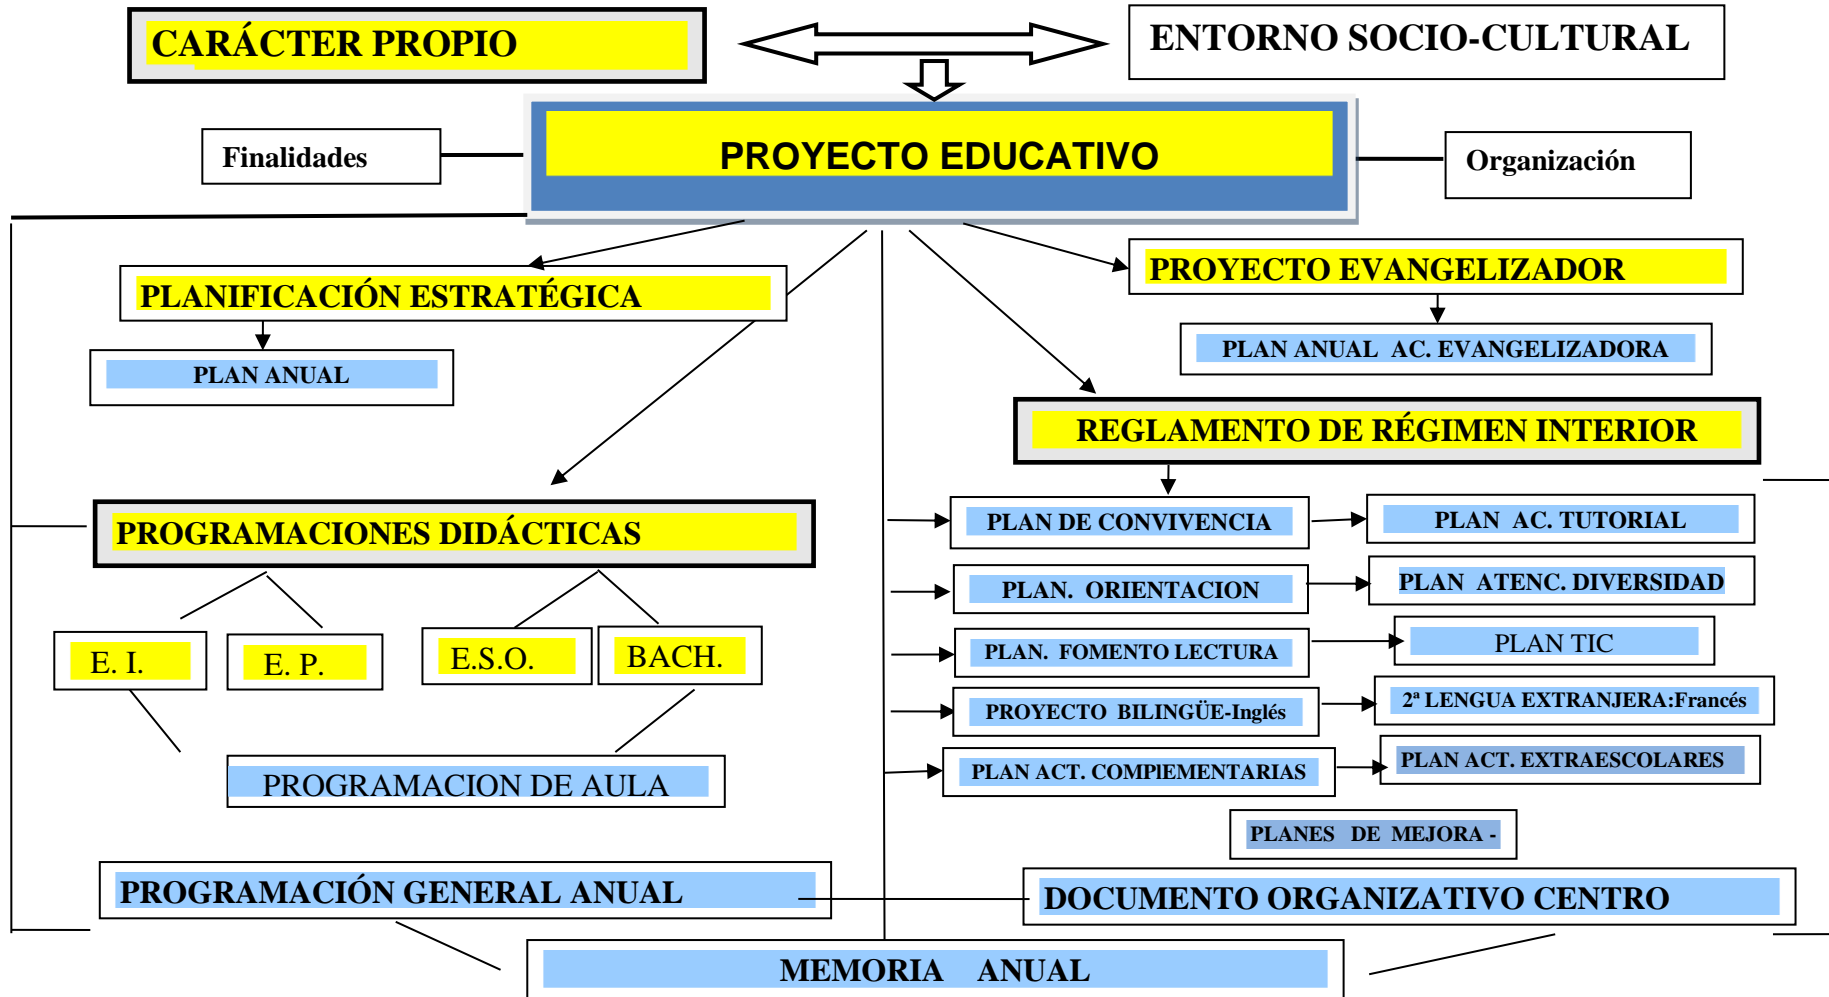 CARÁCTER PROPIO
ENTORNO SOCIO-CULTURAL
Finalidades
PROYECTO EDUCATIVO
Organización
PLANIFICACIÓN ESTRATÉGICA
PROYECTO EVANGELIZADOR
PLAN ANUAL
PLAN ANUAL AC. EVANGELIZADORA
REGLAMENTO DE RÉGIMEN INTERIOR
PROGRAMACIONES DIDÁCTICAS
PLAN DE CONVIVENCIA
PLAN AC. TUTORIAL
PLAN. ORIENTACION
PLAN ATENC. DIVERSIDAD
E. I.
E. P.
E.S.O.
BACH.
PLAN. FOMENTO LECTURA
PLAN TIC
PROYECTO BILINGÜE-Inglés
2ª LENGUA EXTRANJERA:Francés
PROGRAMACION DE AULA
PLAN ACT. COMPlEMENTARIAS
PLAN ACT. EXTRAESCOLARES
PLANES DE MEJORA -
PROGRAMACIÓN GENERAL ANUAL
DOCUMENTO ORGANIZATIVO CENTRO
MEMORIA ANUAL